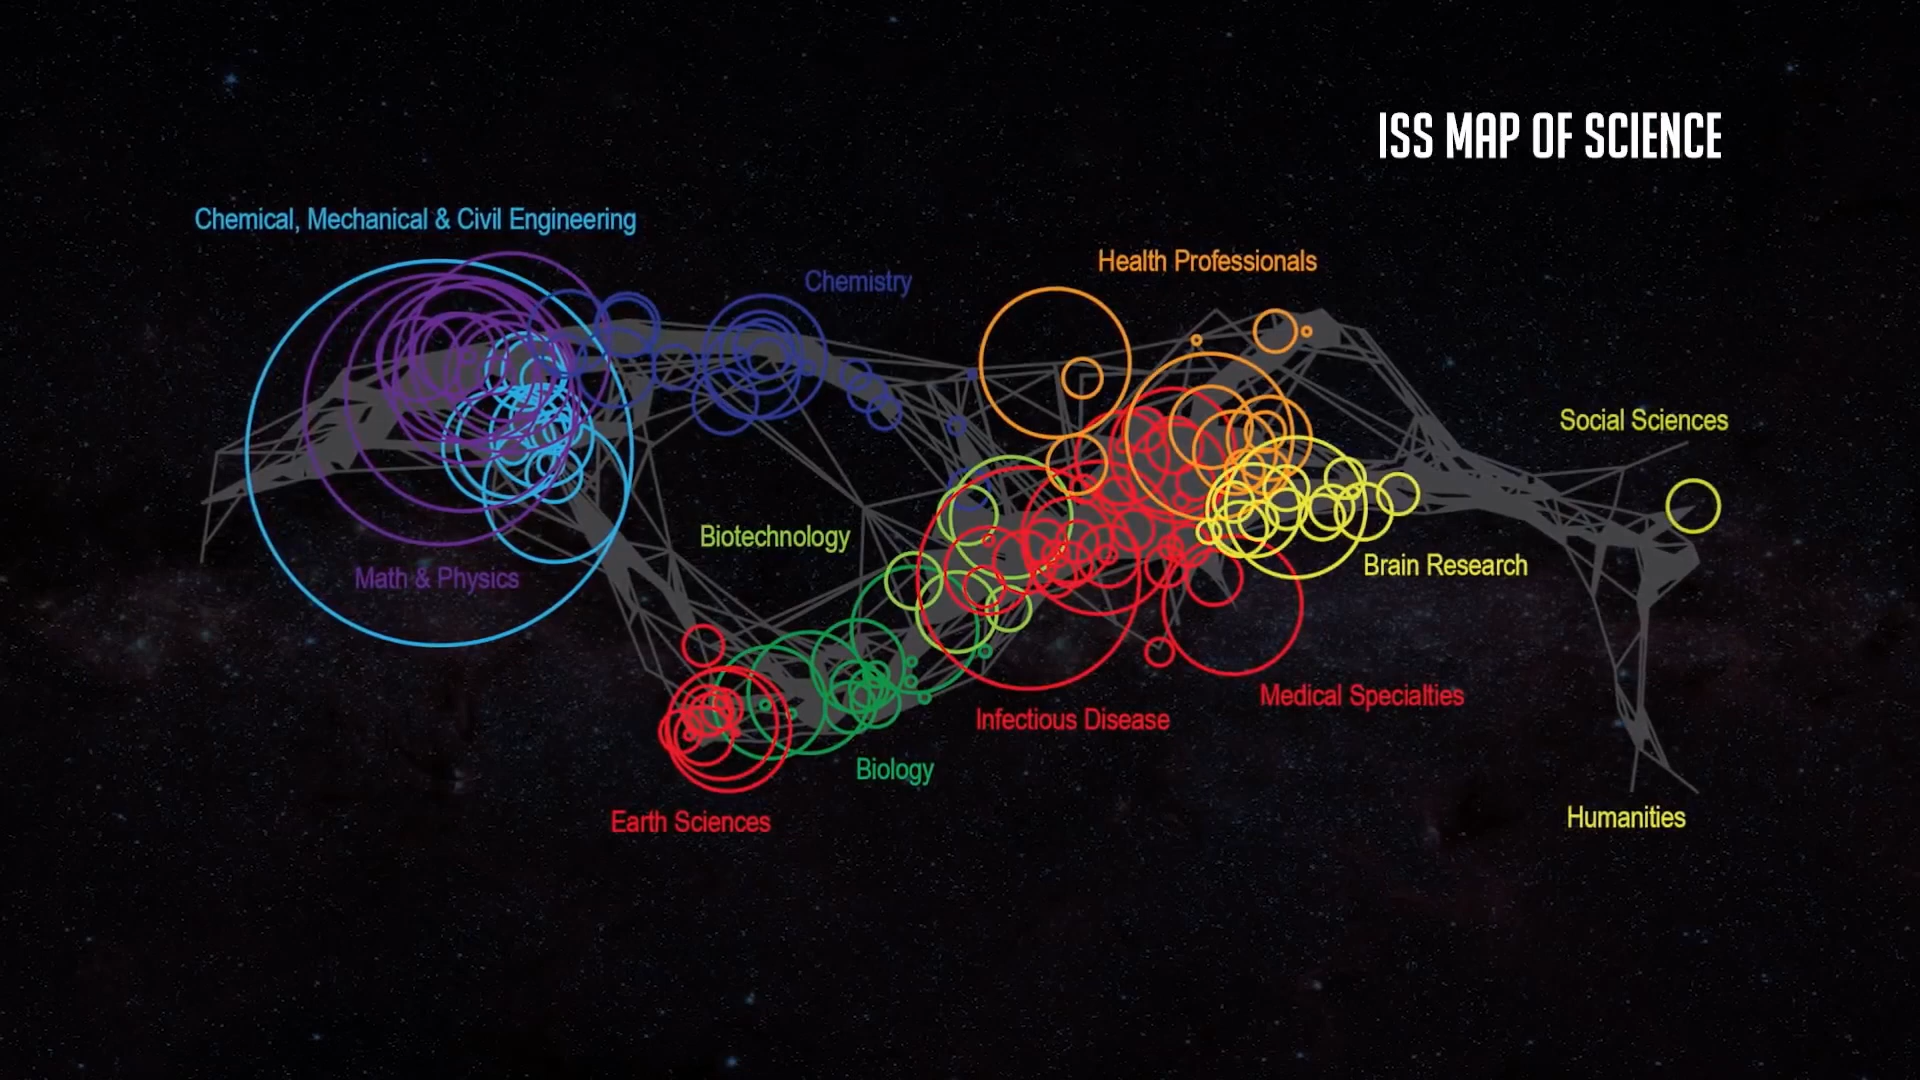 ISS MAP OF SCIENCE
Chemical, Mechanical & Civil Engineering
Chemistry
Health Professionals
Social Sciences
Biotechnology
Brain Research
Math & Physics
Medical Specialties
Infectious Disease
Biology
Earth Sciences
Humanities